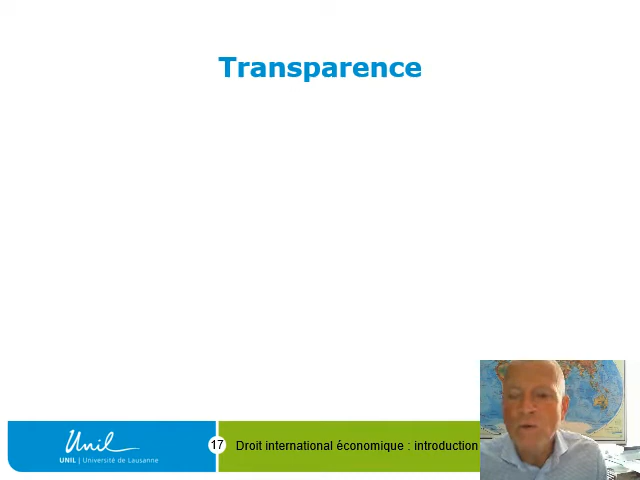 Transparence
Unil
UNIL | Université de Lausanne
17
Droit international économique : introduction